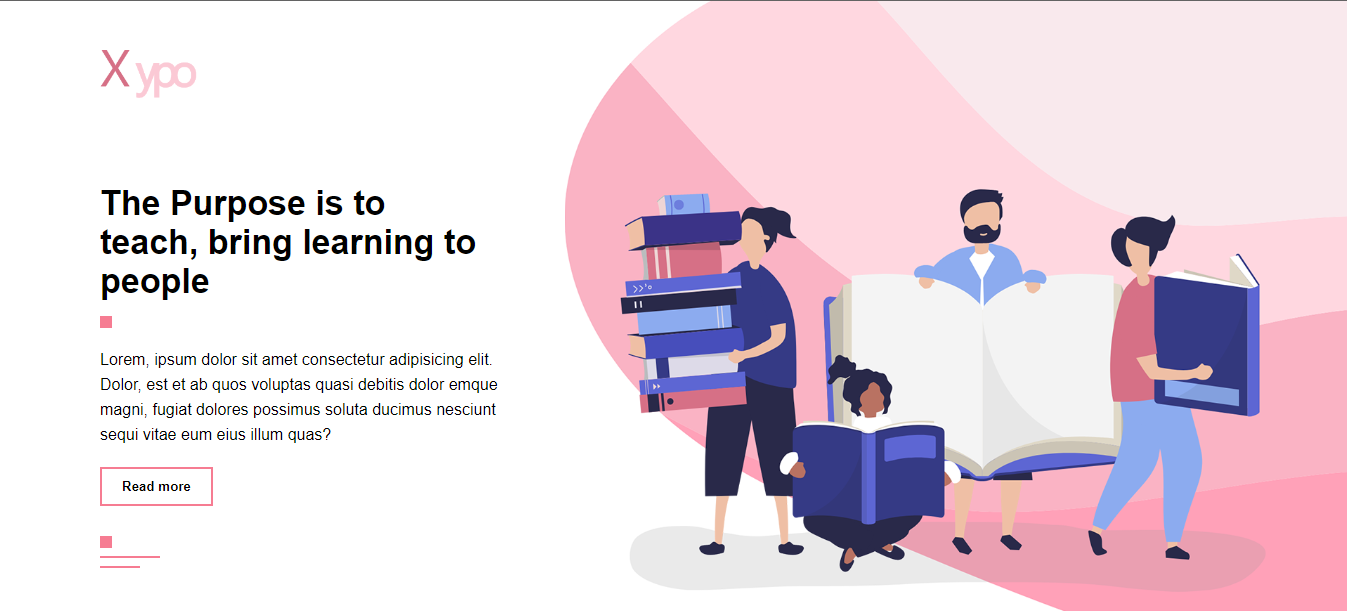 X ypo
The Purpose is to
teach, bring learning to
people
Lorem, ipsum dolor sit amet consectetur adipisicing elit.
Dolor, est et ab quos voluptas quasi debitis dolor emque
magni, fugiat dolores possimus soluta ducimus nesciunt
sequi vitae eum eius illum quas?
Read more